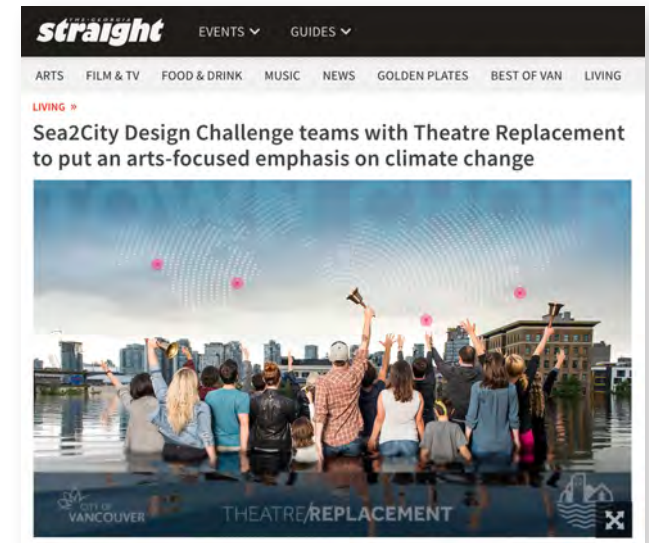 THE GEORGIA
straight
EVENTS
GUIDES
ARTS
FILM & TV
FOOD & DRINK
MUSIC
NEWS
GOLDEN PLATES
BEST OF VAN
LIVING
LIVING »
Sea2City Design Challenge teams with Theatre Replacement
to put an arts-focused emphasis on climate change
CITY OF
VANCOUVER
THEATRE/REPLACEMENT